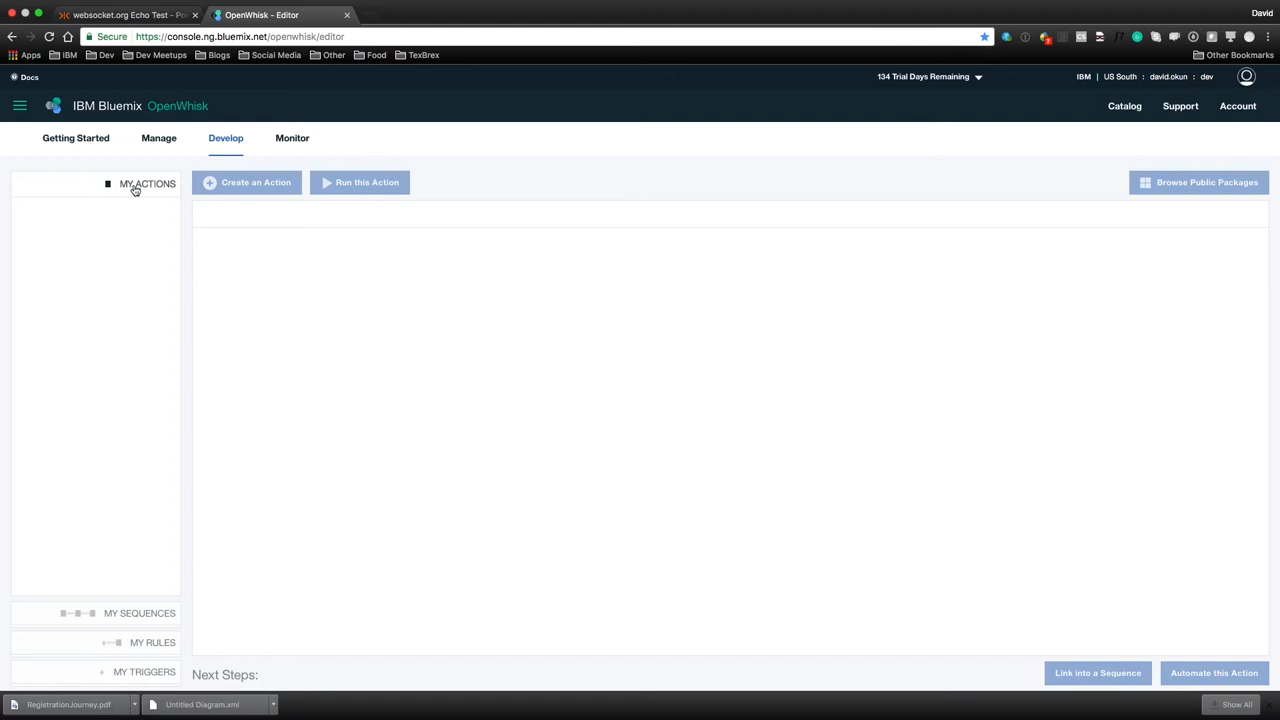 websocket.org Echo Test - Po
OpenWhisk - Editor
David
Secure
https://console.ng.bluemix.net/openwhisk/editor
Apps
IBM
Dev
Dev Meetups
Blogs
Social Media
Other
Food
TexBrex
Other Bookmarks
Docs
134 Trial Days Remaining
IBM | US South : david.okun : dev
IBM Bluemix OpenWhisk
Catalog
Support
Account
Getting Started
Manage
Develop
Monitor
MY ACTIONS
Create an Action
Run this Action
Browse Public Packages
MY SEQUENCES
MY RULES
MY TRIGGERS
Next Steps:
Link into a Sequence
Automate this Action
RegistrationJourney.pdf
Untitled Diagram.xml
Show All